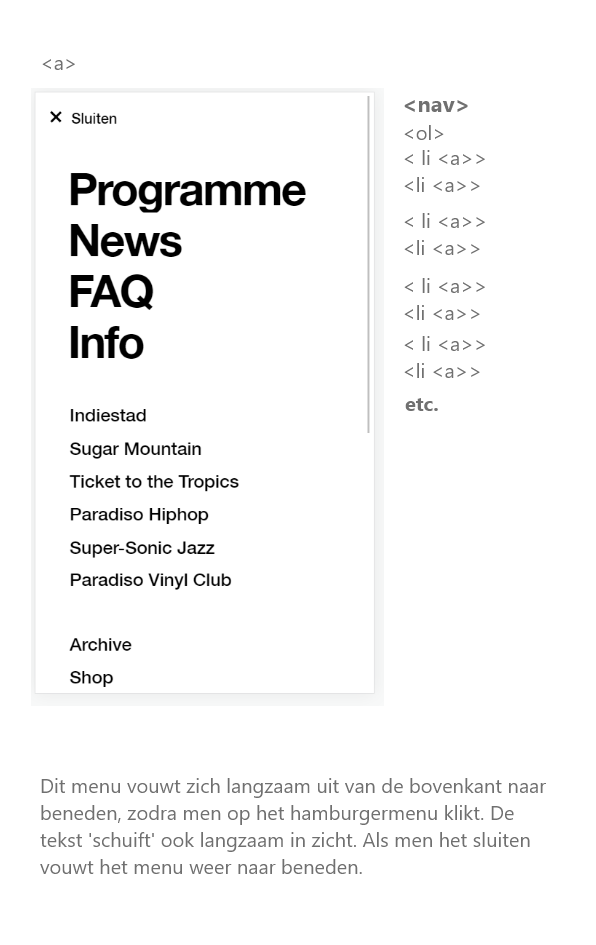 <a>
× Sluiten
Programme
News
FAQ
Info
Indiestad
Sugar Mountain
Ticket to the Tropics
Paradiso Hiphop
Super-Sonic Jazz
Paradiso Vinyl Club
Archive
Shop
<nav>
<ol>
< li <a>>
<li <a>>
< li <a>>
<li <a>>
< li <a>>
<li <a>>
< li <a>>
<li <a>>
etc.
Dit menu vouwt zich langzaam uit van de bovenkant naar
beneden, zodra men op het hamburgermenu klikt. De
tekst 'schuift' ook langzaam in zicht. Als men het sluiten
vouwt het menu weer naar beneden.